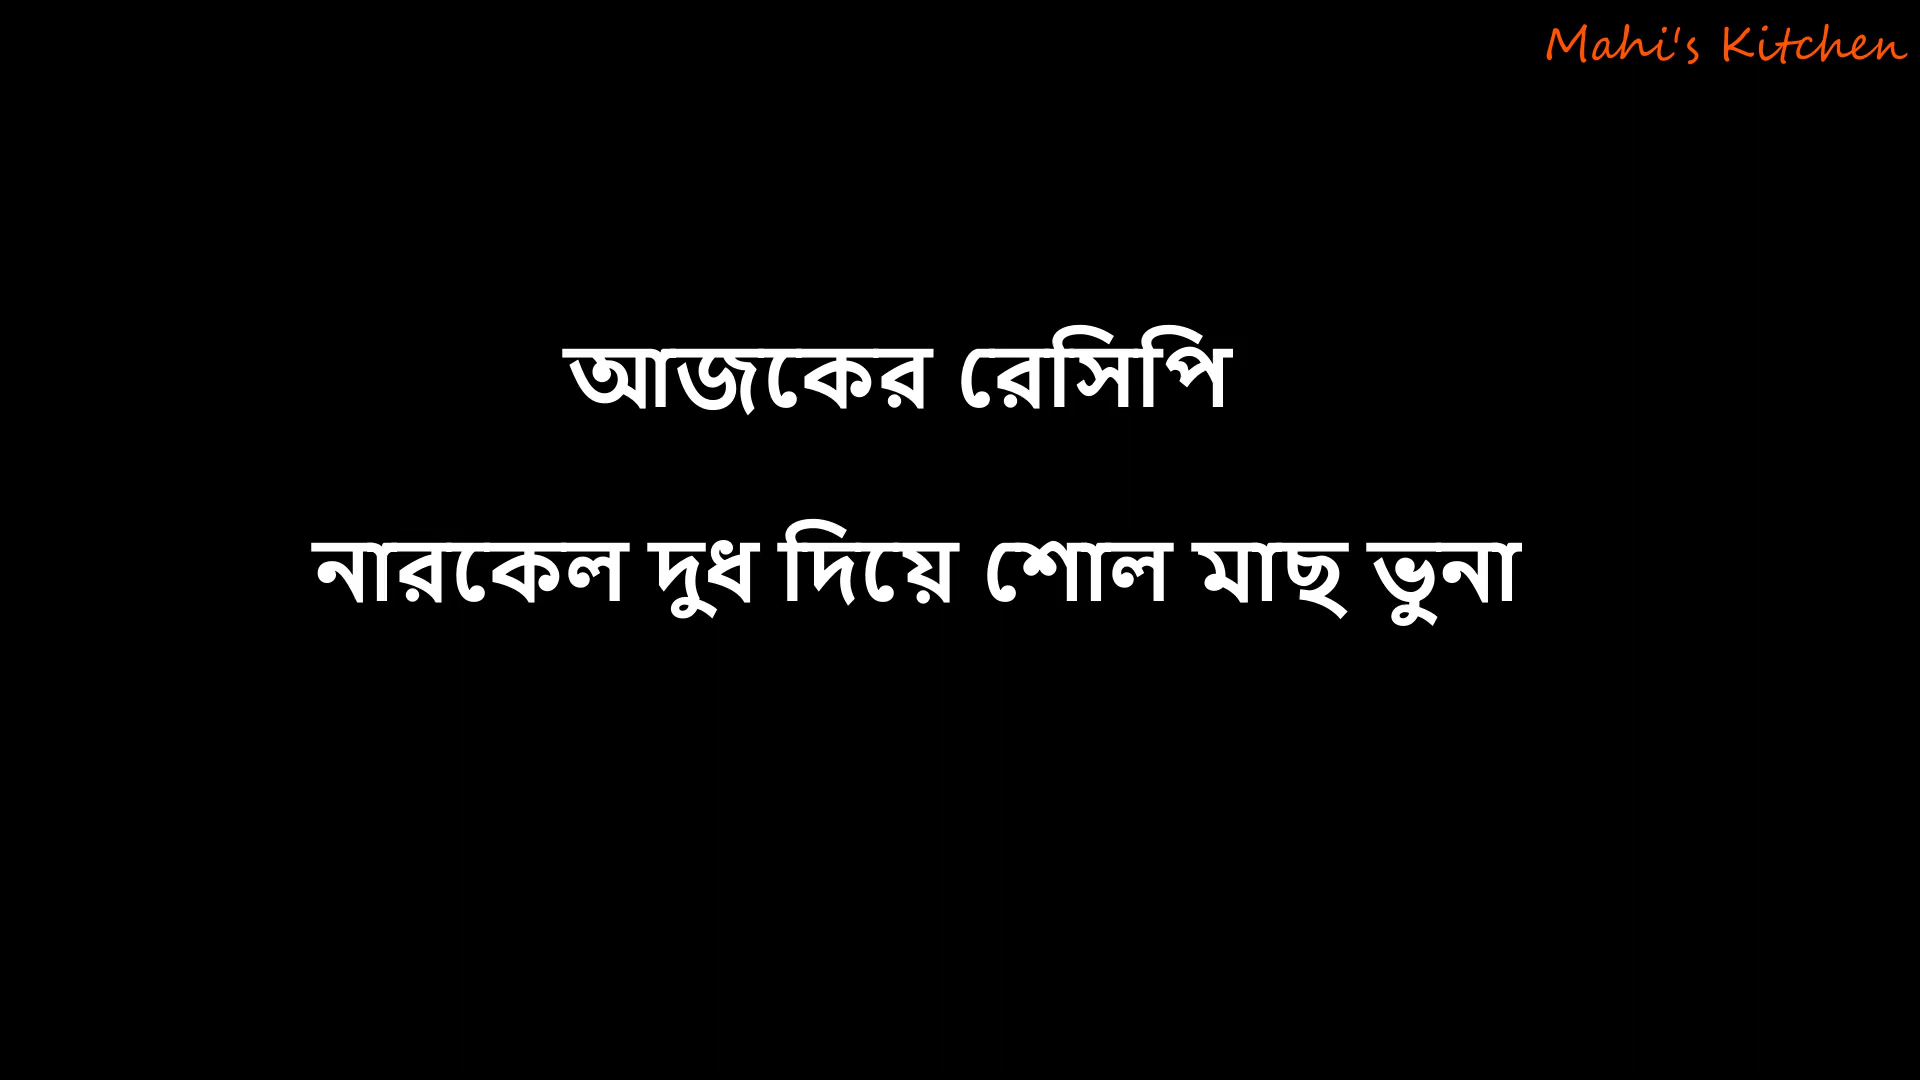 Mahi's Kitchen
আজকের রেসিপি
নারকেল দুধ দিয়ে শোল মাছ ভুনা